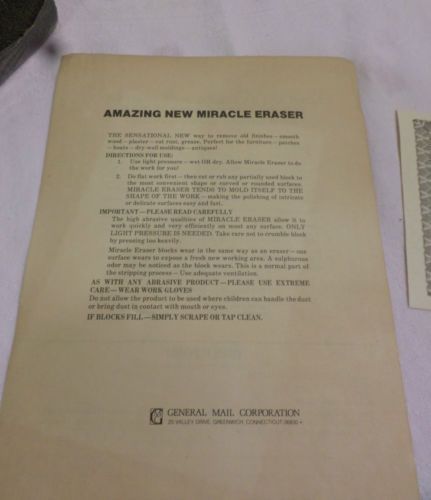 AMAZING NEW MIRACLE ERASER
THE SENSATIONAL NEW way to remove old finishes — smooth
wood — plaster — cut rust, grease. Perfect for the furniture — patches
— boats — dry-wall moldings — antiques!
DIRECTIONS FOR USE:
1. Use light pressure — wet OR dry. Allow Miracle Eraser to do
the work for you!
2. Do flat work first — then cut or rub any partially used block to
the most convenient shape or curved or rounded surfaces.
MIRACLE ERASER TENDS TO MOLD ITSELF TO THE
SHAPE OF THE WORK — making the polishing of intricate
or delicate surfaces easy and fast.
IMPORTANT — PLEASE READ CAREFULLY
The high abrasive qualities of MIRACLE ERASER allow it to
work quickly and very efficiently on most any surface. ONLY
LIGHT PRESSURE IS NEEDED. Take care not to crumble block
by pressing too heavily.
Miracle Eraser blocks wear in the same way as an eraser — one
surface wears to expose a fresh new working area. A sulphorous
odor may be noticed as the block wears. This is a normal part of
the stripping process — Use adequate ventilation.
AS WITH ANY ABRASIVE PRODUCT — PLEASE USE EXTREME
CARE — WEAR WORK GLOVES
Do not allow the product to be used where children can handle the dust
or bring dust in contact with mouth or eyes.
IF BLOCKS FILL — SIMPLY SCRAPE OR TAP CLEAN.
GENERAL MAIL CORPORATION
25 VALLEY DRIVE, GREENWICH, CONNECTICUT 06830 •